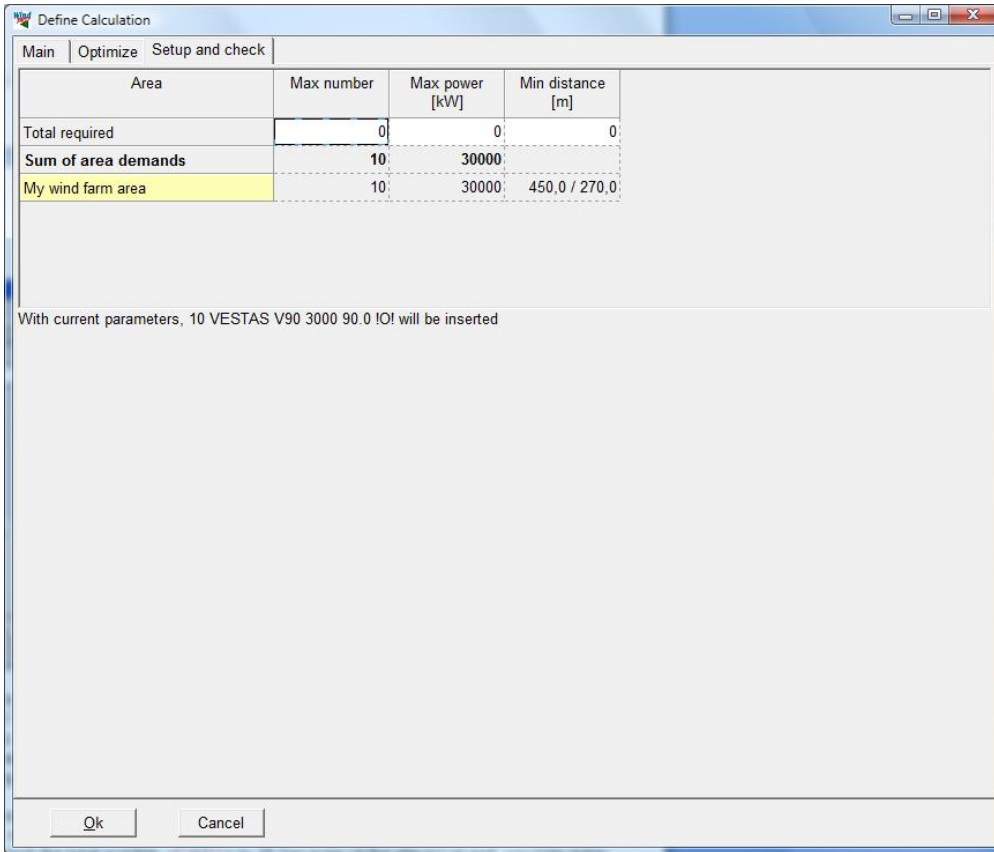 Define Calculation
Main Optimize Setup and check
Area Max number Max power [kW] Min distance [m]
Total required 0 0 0
Sum of area demands 10 30000
My wind farm area 10 30000 450,0 / 270,0
With current parameters, 10 VESTAS V90 3000 90.0 !O! will be inserted
Ok Cancel